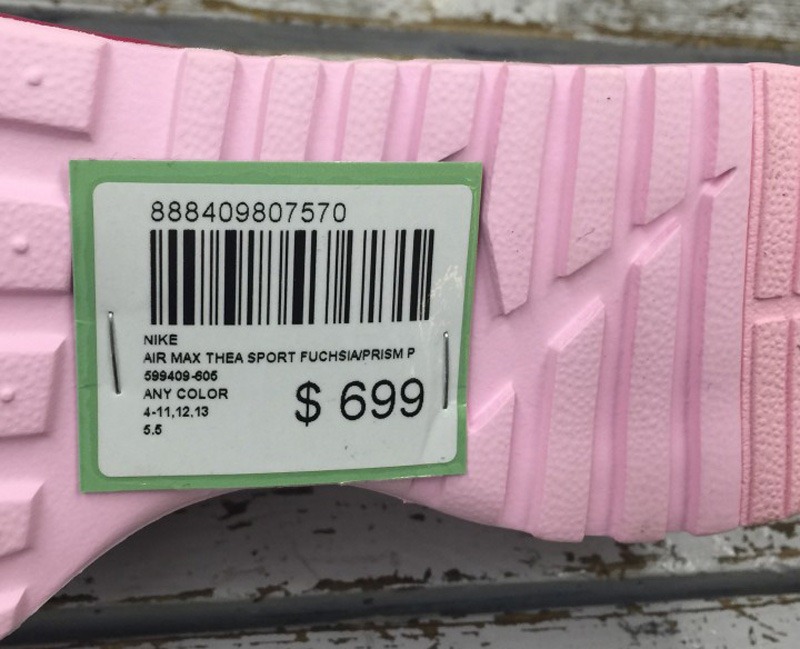 888409807570
NIKE
AIR MAX THEA SPORT FUCHSIA/PRISM P
599409-605
ANY COLOR
4-11,12,13
5.5
$ 699